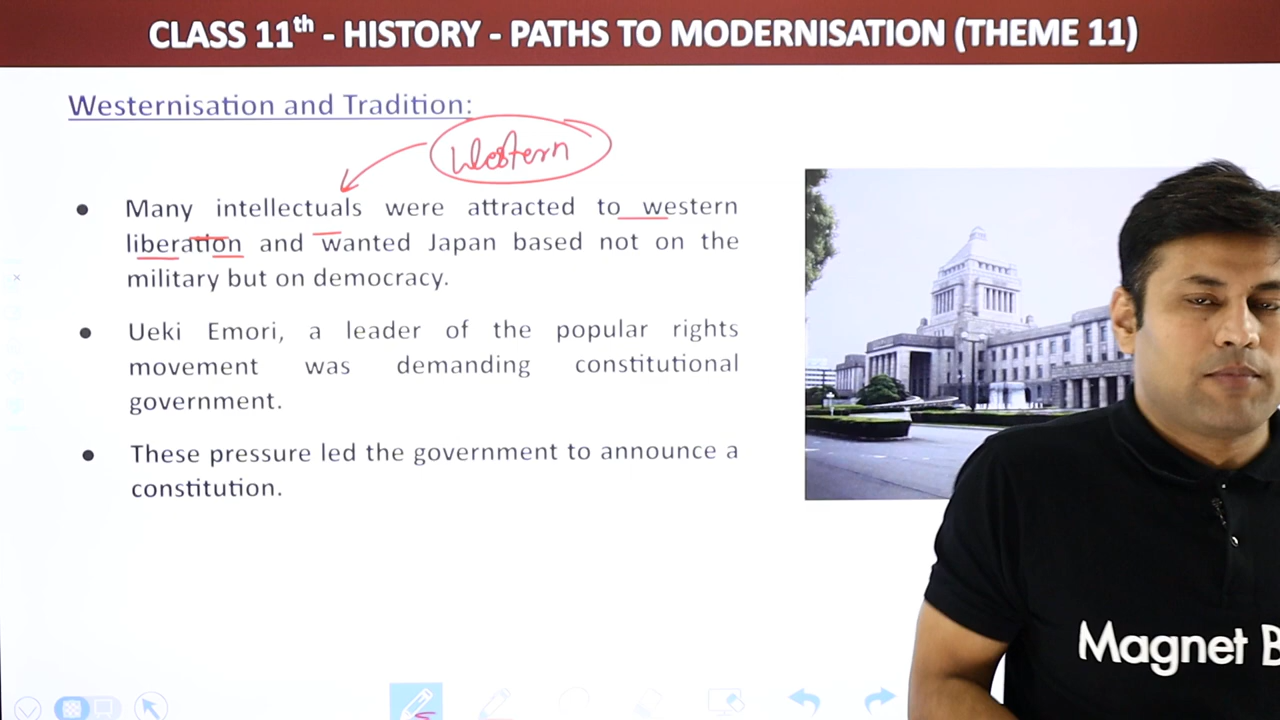 CLASS 11th - HISTORY - PATHS TO MODERNISATION (THEME 11)
Westernisation and Tradition:
Western
• Many intellectuals were attracted to western
liberation and wanted Japan based not on the
military but on democracy.
• Ueki Emori, a leader of the popular rights
movement was demanding constitutional
government.
• These pressure led the government to announce a
constitution.
Magnet B